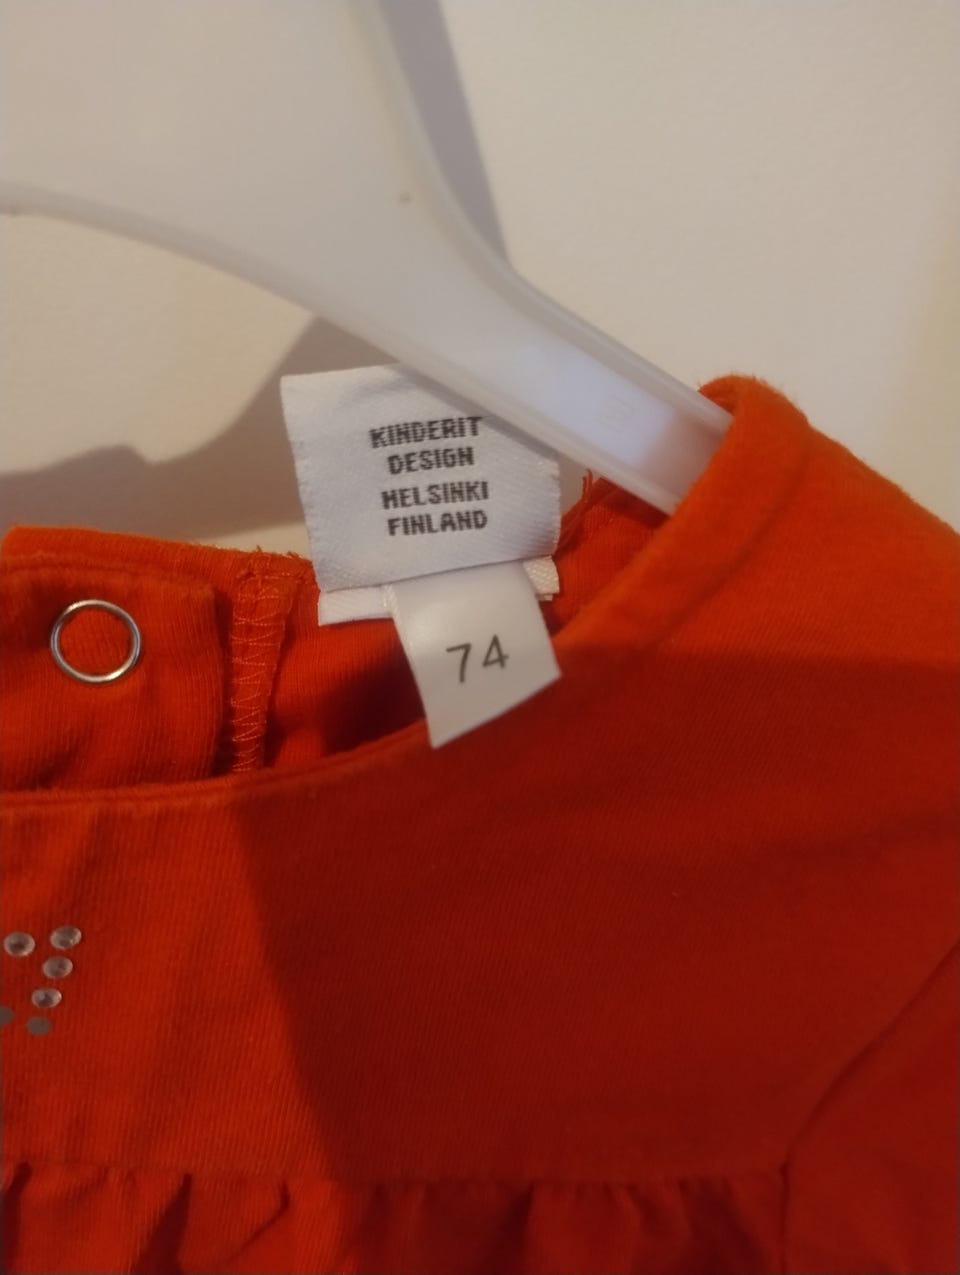 KINDERIT
DESIGN
HELSINKI
FINLAND
74